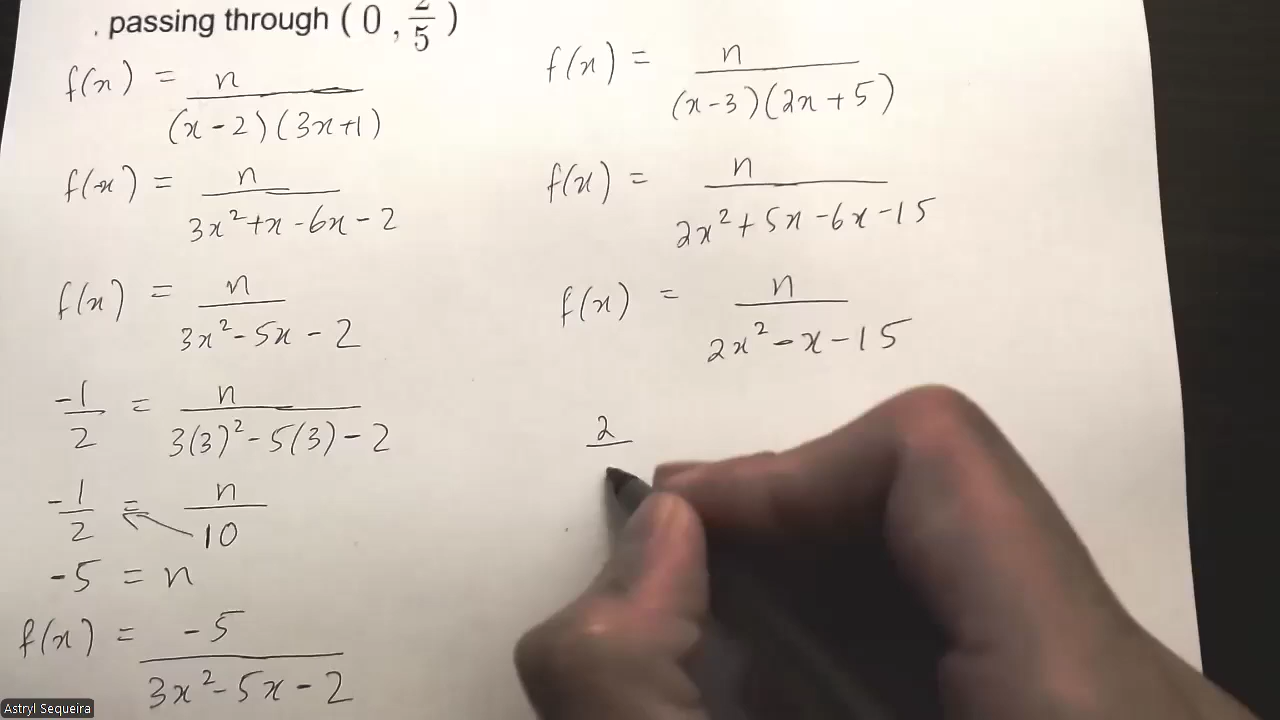 . passing through ( 0 , 2/5 )
f(x) = n / (x - 2)(3x+1)
f(x) = n / 3x²+x-6x-2
f(x) = n / 3x²-5x-2
-1/2 = n / 3(3)²-5(3)-2
-1/2 = n/10
-5 = n
f(x) = -5 / 3x²-5x-2
f(x) = n / (x-3)(2x+5)
f(x) = n / 2x²+5x-6x-15
f(x) = n / 2x²-x-15
2
Astryl Sequeira